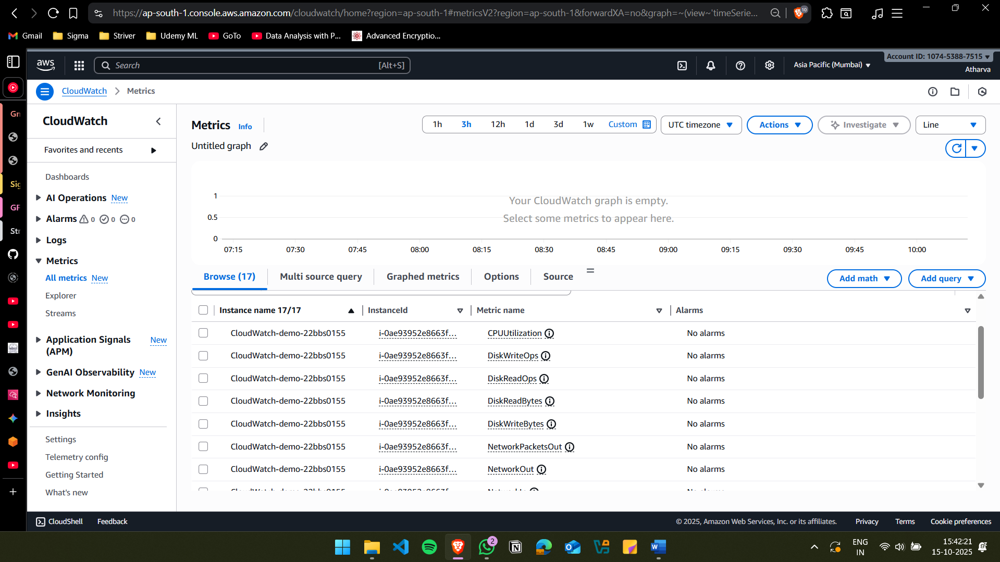 https://ap-south-1.console.aws.amazon.com/cloudwatch/home?region=ap-south-1#metricsV2?region=ap-south-1&forwardXA=no&graph=~(view~'timeSerie...
10
Gmail
Sigma
Striver
Udemy ML
GoTo
Data Analysis with P...
Advanced Encryptio...
aws
Search
[Alt+S]
Asia Pacific (Mumbai)
Account ID: 1074-5388-7515
Atharva
CloudWatch
Metrics
Gm
Sig
GF
Str
CloudWatch
Favorites and recents
Dashboards
AI Operations New
Alarms 0 0 0
Logs
Metrics
All metrics New
Explorer
Streams
Application Signals (APM) New
GenAI Observability New
Network Monitoring
Insights
Settings
Telemetry config
Getting Started
What's new
Metrics Info
1h 3h 12h 1d 3d 1w Custom
UTC timezone
Actions
Investigate
Line
Untitled graph
1
0.5
0
Your CloudWatch graph is empty.
Select some metrics to appear here.
07:15 07:30 07:45 08:00 08:15 08:30 08:45 09:00 09:15 09:30 09:45 10:00
Browse (17)
Multi source query
Graphed metrics
Options
Source
Add math
Add query
Instance name 17/17 InstanceId Metric name Alarms
CloudWatch-demo-22bbs0155 i-0ae93952e8663f... CPUUtilization No alarms
CloudWatch-demo-22bbs0155 i-0ae93952e8663f... DiskWriteOps No alarms
CloudWatch-demo-22bbs0155 i-0ae93952e8663f... DiskReadOps No alarms
CloudWatch-demo-22bbs0155 i-0ae93952e8663f... DiskReadBytes No alarms
CloudWatch-demo-22bbs0155 i-0ae93952e8663f... DiskWriteBytes No alarms
CloudWatch-demo-22bbs0155 i-0ae93952e8663f... NetworkPacketsOut No alarms
CloudWatch-demo-22bbs0155 i-0ae93952e8663f... NetworkOut No alarms
CloudShell
Feedback
© 2025, Amazon Web Services, Inc. or its affiliates.
Privacy
Terms
Cookie preferences
2
ENG
IN
15:42:21
15-10-2025